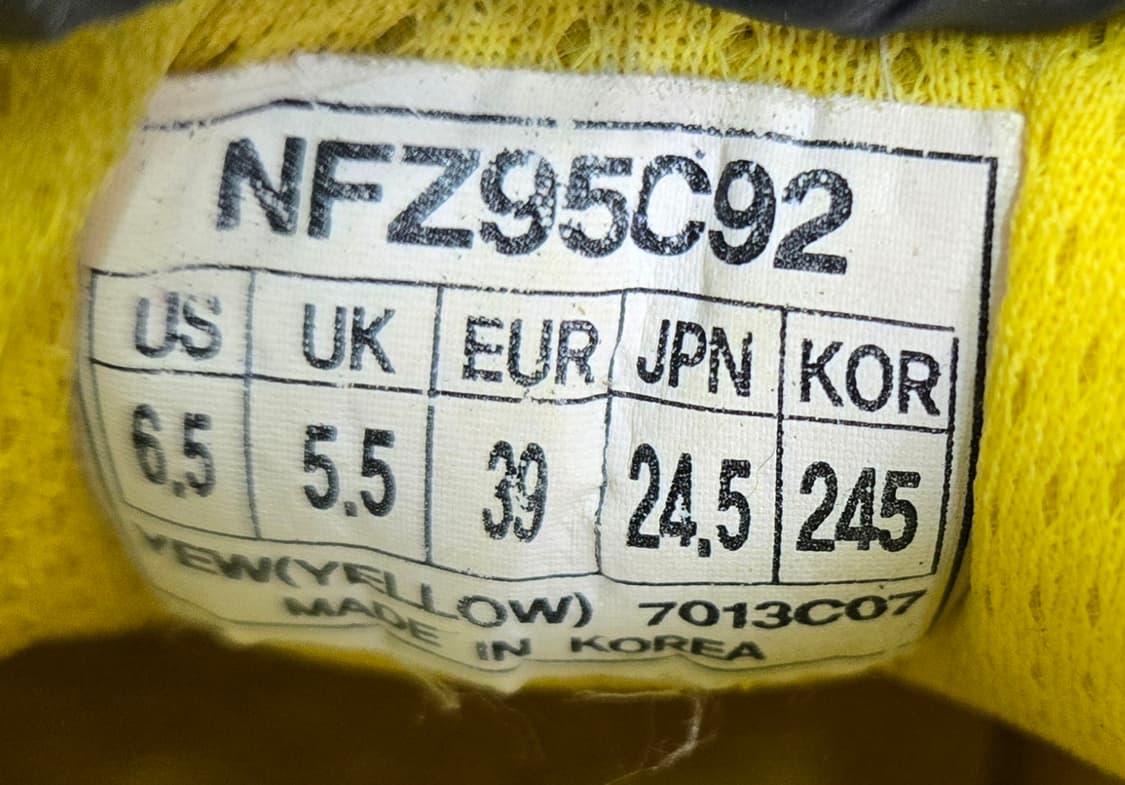 NFZ95C92
US UK EUR JPN KOR
6.5 5.5 39 24.5 245
YEW(YELLOW) 7013C07
MADE IN KOREA